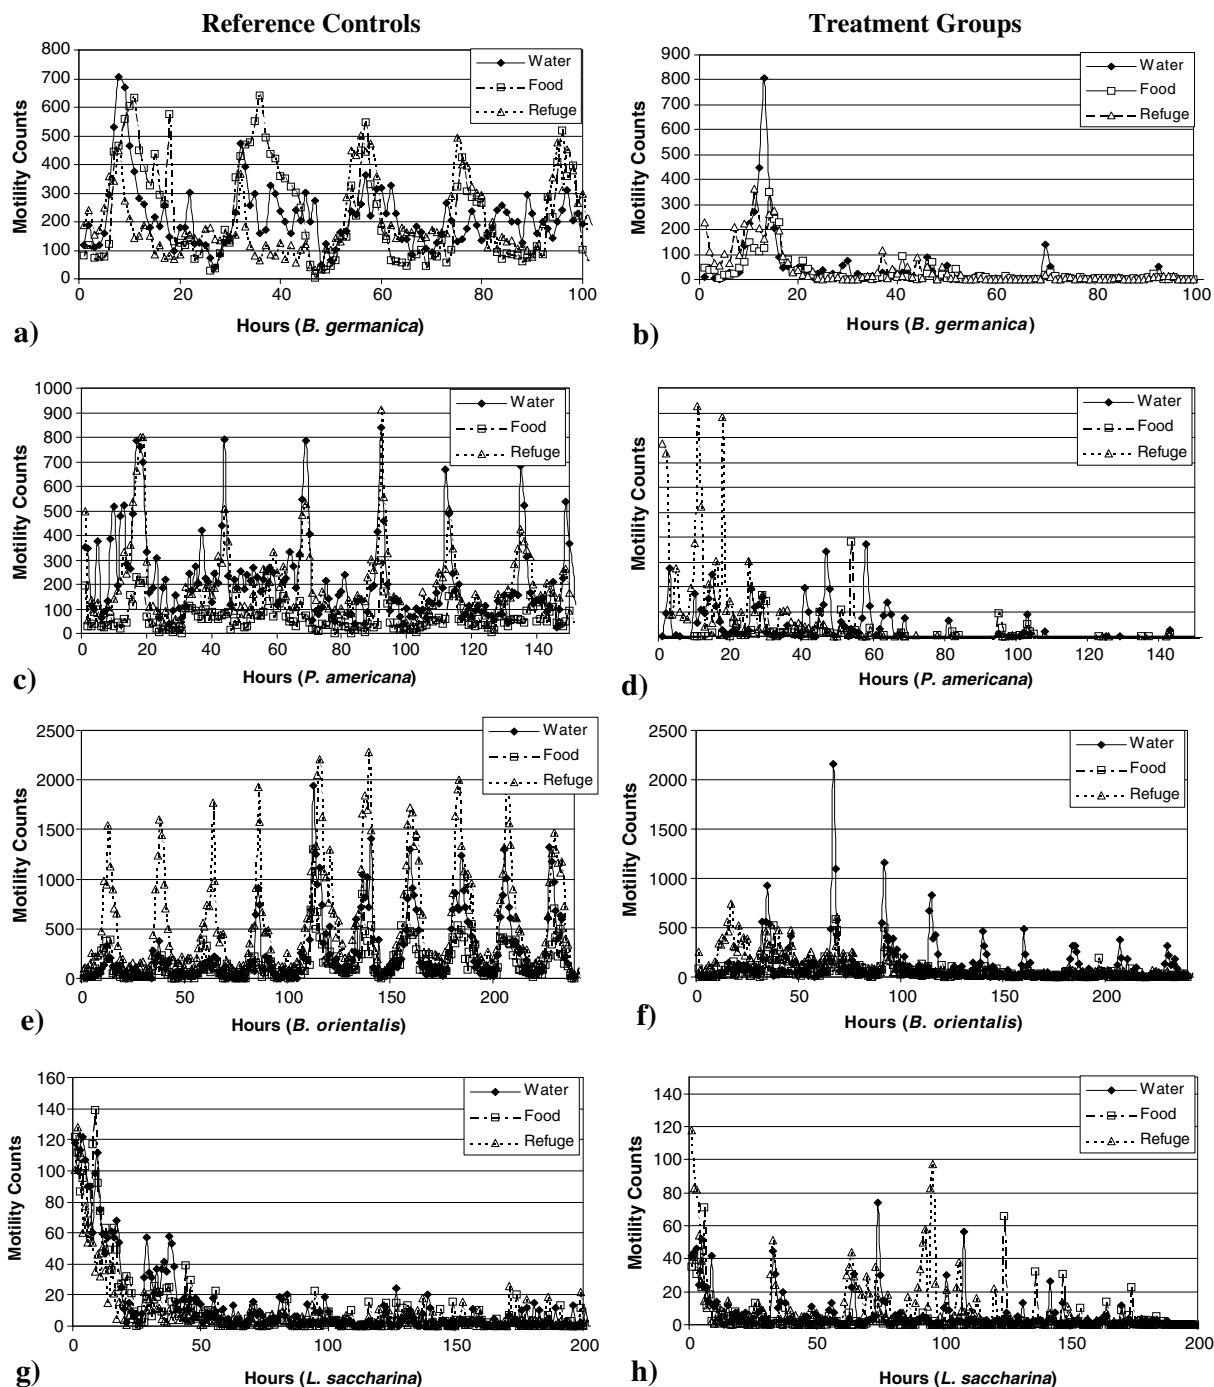 Reference Controls
Treatment Groups
Motility Counts
800
700
600
500
400
300
200
100
0
Water
Food
Refuge
0 20 40 60 80 100
Hours (B. germanica)
a)
Motility Counts
900
800
700
600
500
400
300
200
100
0
Water
Food
Refuge
0 20 40 60 80 100
Hours (B. germanica)
b)
Motility Counts
1000
900
800
700
600
500
400
300
200
100
0
Water
Food
Refuge
0 20 40 60 80 100 120 140
Hours (P. americana)
c)
Motility Counts
Water
Food
Refuge
0 20 40 60 80 100 120 140
Hours (P. americana)
d)
Motility Counts
2500
2000
1500
1000
500
0
Water
Food
Refuge
0 50 100 150 200
Hours (B. orientalis)
e)
Motility Counts
2500
2000
1500
1000
500
0
Water
Food
Refuge
0 50 100 150 200
Hours (B. orientalis)
f)
Motility Counts
160
140
120
100
80
60
40
20
0
Water
Food
Refuge
0 50 100 150 200
Hours (L. saccharina)
g)
Motility Counts
140
120
100
80
60
40
20
0
Water
Food
Refuge
0 50 100 150 200
Hours (L. saccharina)
h)